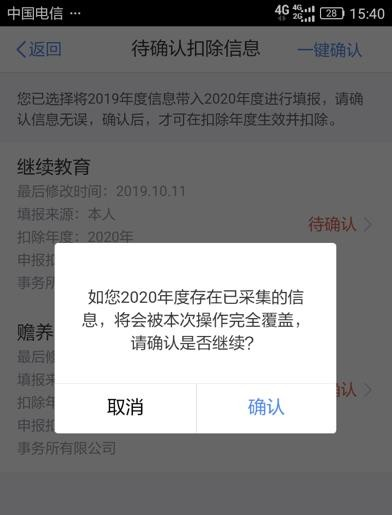 中国电信 ··· 4G 4G 2G 28 15:40
返回 待确认扣除信息 一键确认
您已选择将2019年度信息带入2020年度进行填报，请确
认信息无误，确认后，才可在扣除年度生效并扣除。
继续教育
最后修改时间：2019.10.11
填报来源：本人
待确认
扣除年度：2020年
申报扣
事务所
如您2020年度存在已采集的信
息，将会被本次操作完全覆盖，
请确认是否继续？
取消 确认
赡养
最后修
填报来
确认
扣除年
申报扣
事务所有限公司